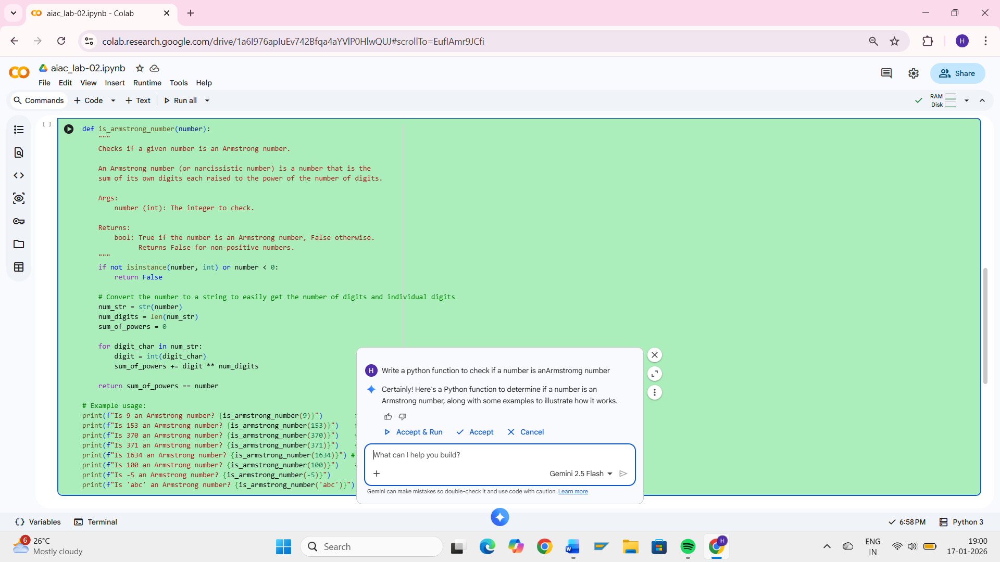 aiac_lab-02.ipynb - Colab
colab.research.google.com/drive/1a6I976apIuEv742Bfqa4aYVlP0HlwQUJ#scrollTo=EuflAmr9JCfi
H
aiac_lab-02.ipynb
File Edit View Insert Runtime Tools Help
Share
Commands + Code + Text Run all
RAM
Disk
[ ]
def is_armstrong_number(number):
"""
Checks if a given number is an Armstrong number.
An Armstrong number (or narcissistic number) is a number that is the
sum of its own digits each raised to the power of the number of digits.
Args:
number (int): The integer to check.
Returns:
bool: True if the number is an Armstrong number, False otherwise.
Returns False for non-positive numbers.
"""
if not isinstance(number, int) or number < 0:
return False
# Convert the number to a string to easily get the number of digits and individual digits
num_str = str(number)
num_digits = len(num_str)
sum_of_powers = 0
for digit_char in num_str:
digit = int(digit_char)
sum_of_powers += digit ** num_digits
return sum_of_powers == number
# Example usage:
print(f"Is 9 an Armstrong number? {is_armstrong_number(9)}")
print(f"Is 153 an Armstrong number? {is_armstrong_number(153)}")
print(f"Is 370 an Armstrong number? {is_armstrong_number(370)}")
print(f"Is 371 an Armstrong number? {is_armstrong_number(371)}")
print(f"Is 1634 an Armstrong number? {is_armstrong_number(1634)}") #
print(f"Is 100 an Armstrong number? {is_armstrong_number(100)}")
print(f"Is -5 an Armstrong number? {is_armstrong_number(-5)}")
print(f"Is 'abc' an Armstrong number? {is_armstrong_number('abc')}")
H Write a python function to check if a number is anArmstromg number
Certainly! Here's a Python function to determine if a number is an
Armstrong number, along with some examples to illustrate how it works.
Accept & Run Accept Cancel
What can I help you build?
Gemini 2.5 Flash
Gemini can make mistakes so double-check it and use code with caution. Learn more
Variables Terminal
6:58 PM Python 3
6
26°C
Mostly cloudy
Search
H
ENG
IN
19:00
17-01-2026